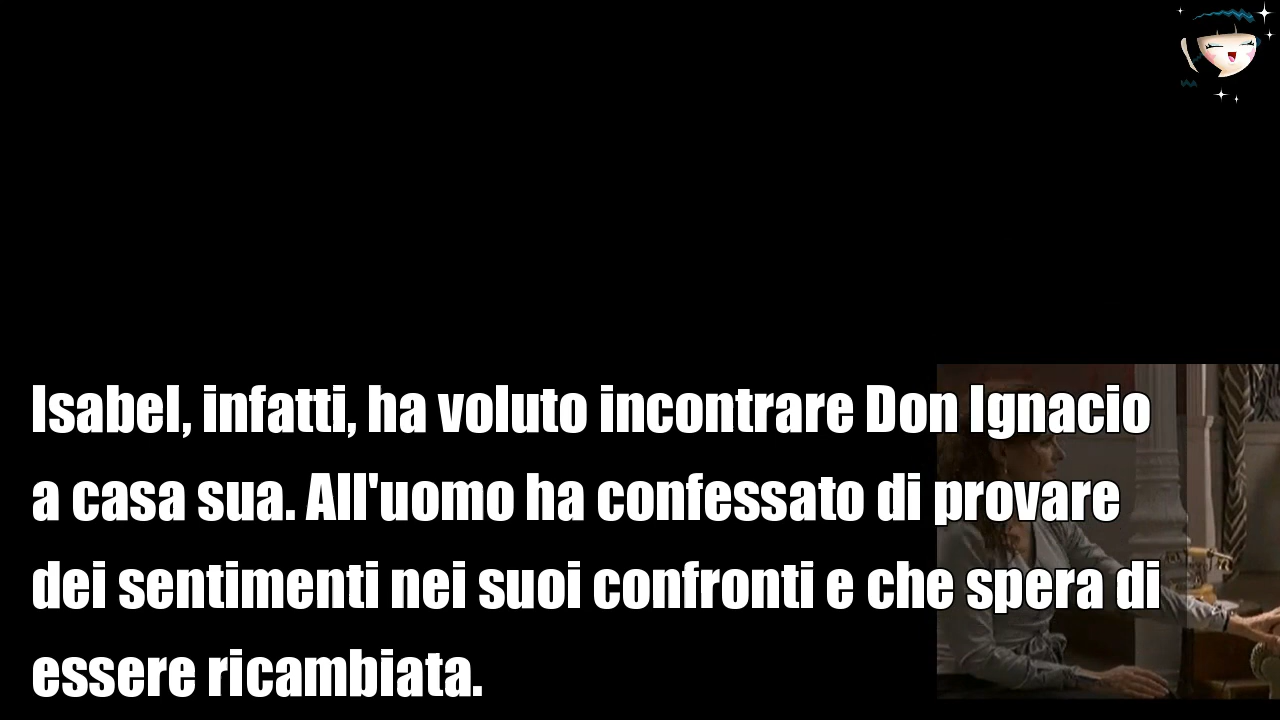 Isabel, infatti, ha voluto incontrare Don Ignacio
a casa sua. All'uomo ha confessato di provare
dei sentimenti nei suoi confronti e che spera di
essere ricambiata.